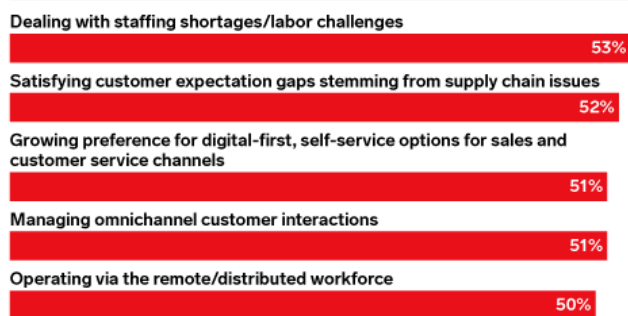 Dealing with staffing shortages/labor challenges
53%
Satisfying customer expectation gaps stemming from supply chain issues
52%
Growing preference for digital-first, self-service options for sales and
customer service channels
51%
Managing omnichannel customer interactions
51%
Operating via the remote/distributed workforce
50%